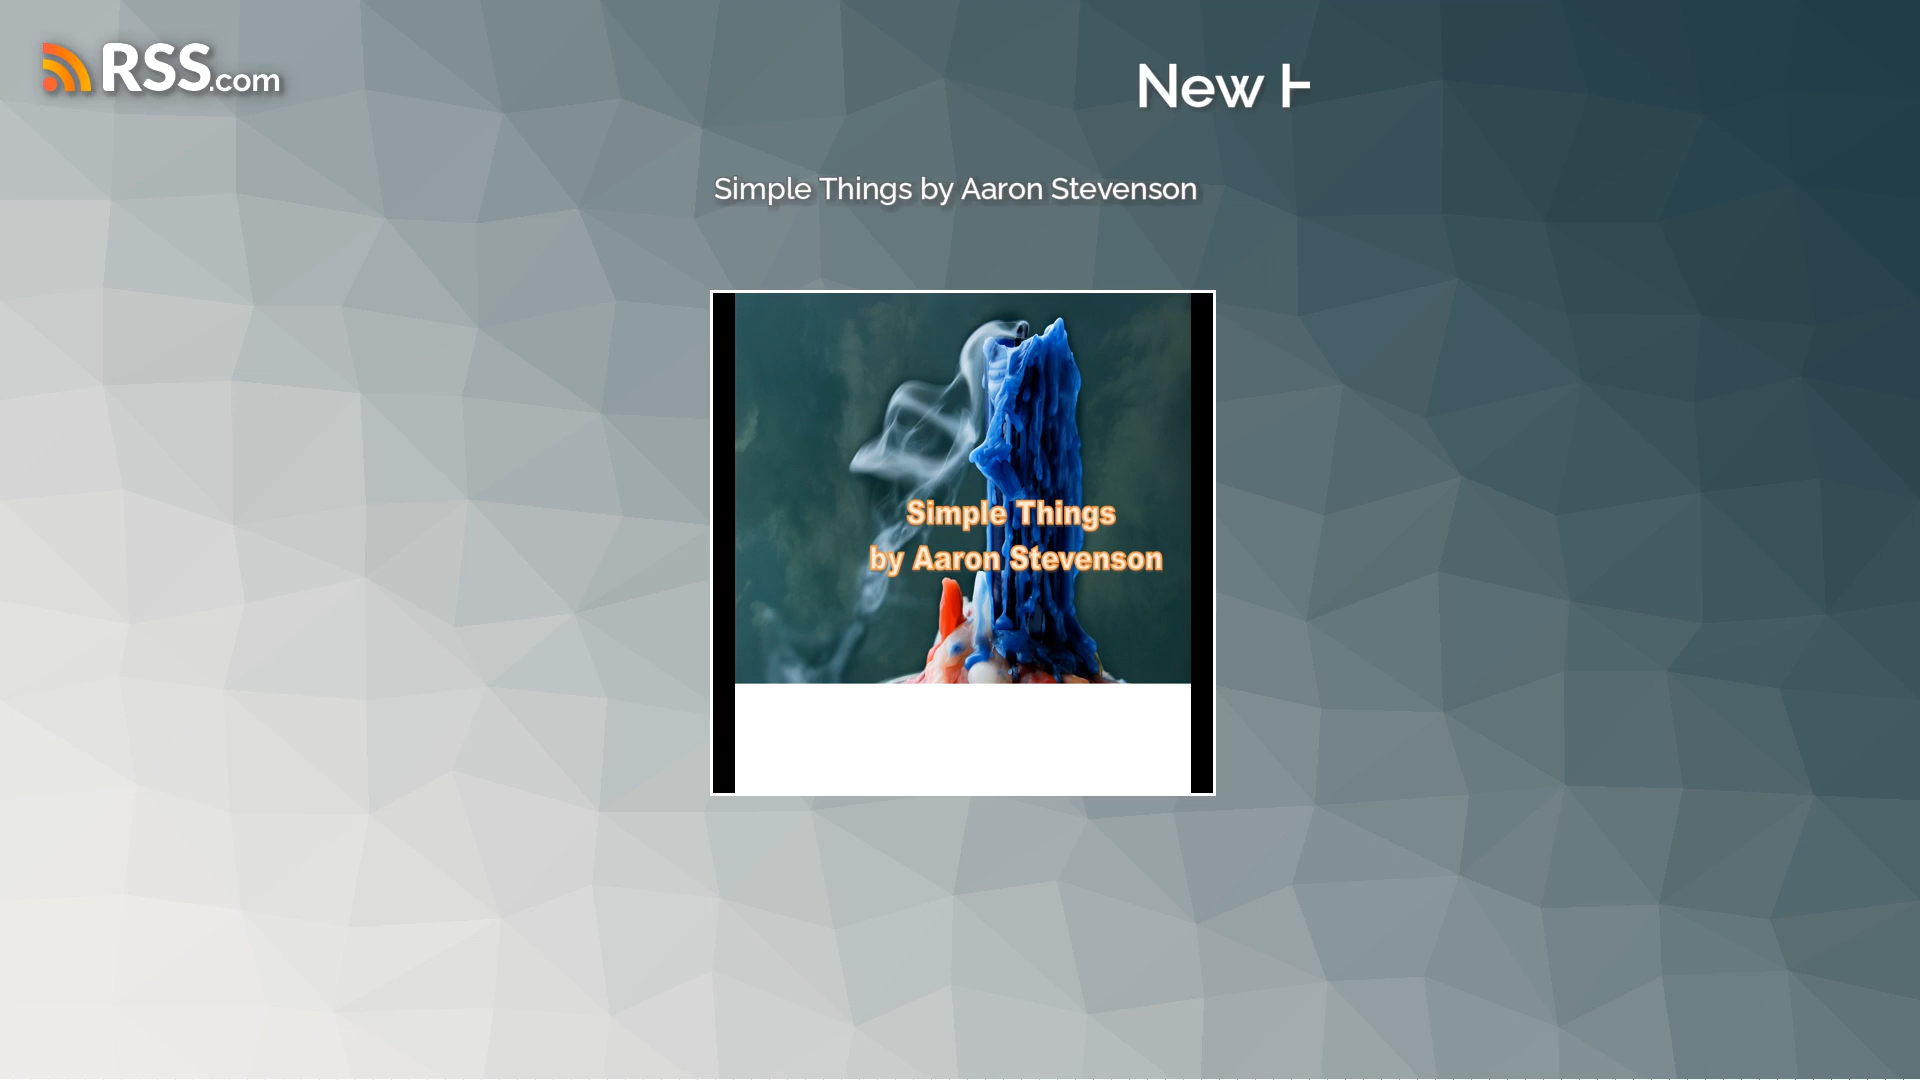 RSS.com
New H
Simple Things by Aaron Stevenson
Simple Things
by Aaron Stevenson